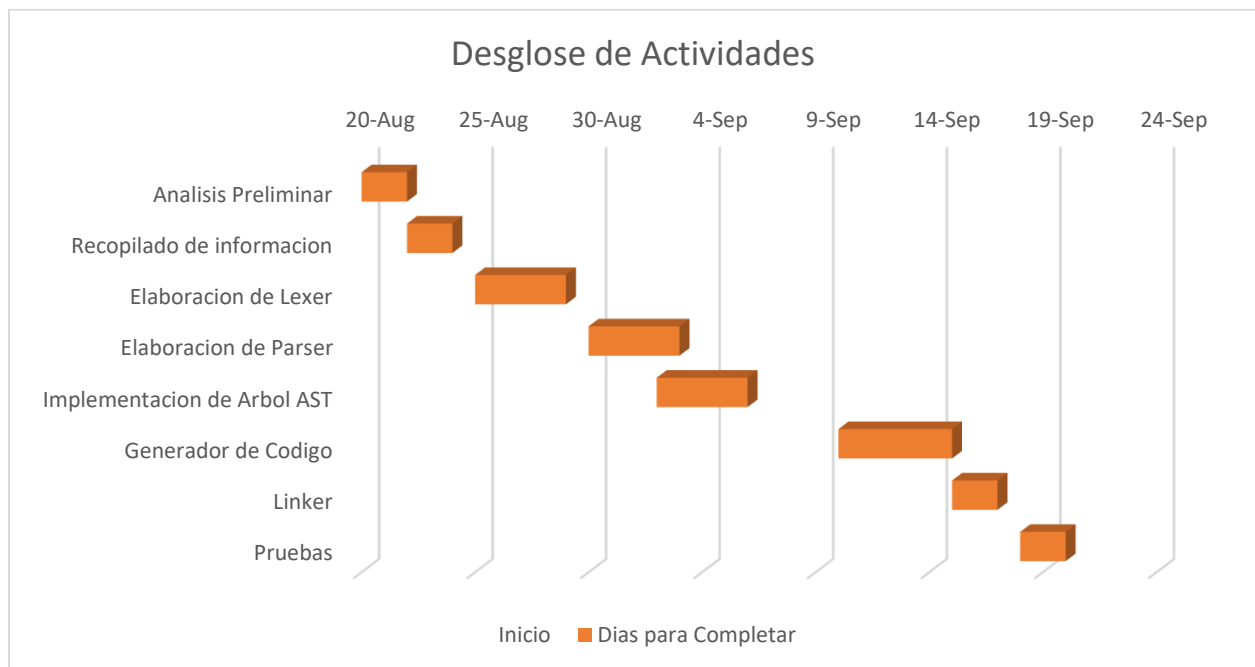 Desglose de Actividades
20-Aug 25-Aug 30-Aug 4-Sep 9-Sep 14-Sep 19-Sep 24-Sep
Analisis Preliminar
Recopilado de informacion
Elaboracion de Lexer
Elaboracion de Parser
Implementacion de Arbol AST
Generador de Codigo
Linker
Pruebas
Inicio Dias para Completar